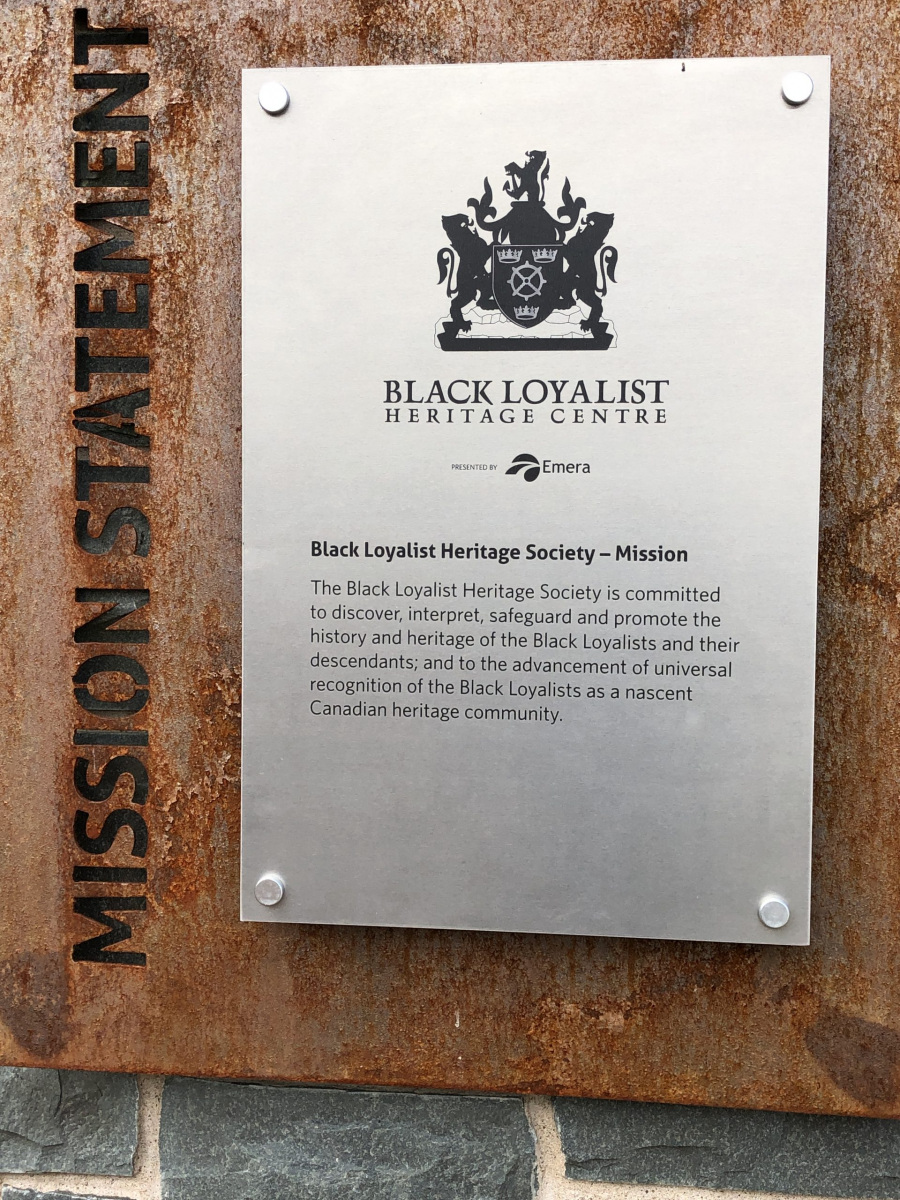 MISSION STATEMENT
BLACK LOYALIST
HERITAGE CENTRE
PRESENTED BY Emera
Black Loyalist Heritage Society – Mission
The Black Loyalist Heritage Society is committed
to discover, interpret, safeguard and promote the
history and heritage of the Black Loyalists and their
descendants; and to the advancement of universal
recognition of the Black Loyalists as a nascent
Canadian heritage community.